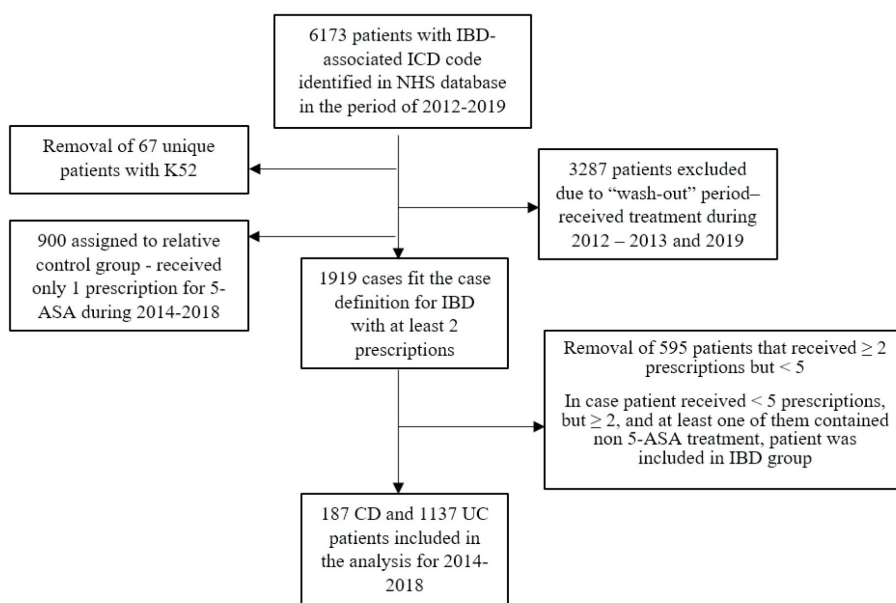 6173 patients with IBD-
associated ICD code
identified in NHS database
in the period of 2012-2019
Removal of 67 unique
patients with K52
3287 patients excluded
due to “wash-out” period–
received treatment during
2012 – 2013 and 2019
900 assigned to relative
control group - received
only 1 prescription for 5-
ASA during 2014-2018
1919 cases fit the case
definition for IBD
with at least 2
prescriptions
Removal of 595 patients that received ≥ 2
prescriptions but < 5
In case patient received < 5 prescriptions,
but ≥ 2, and at least one of them contained
non 5-ASA treatment, patient was
included in IBD group
187 CD and 1137 UC
patients included in
the analysis for 2014-
2018